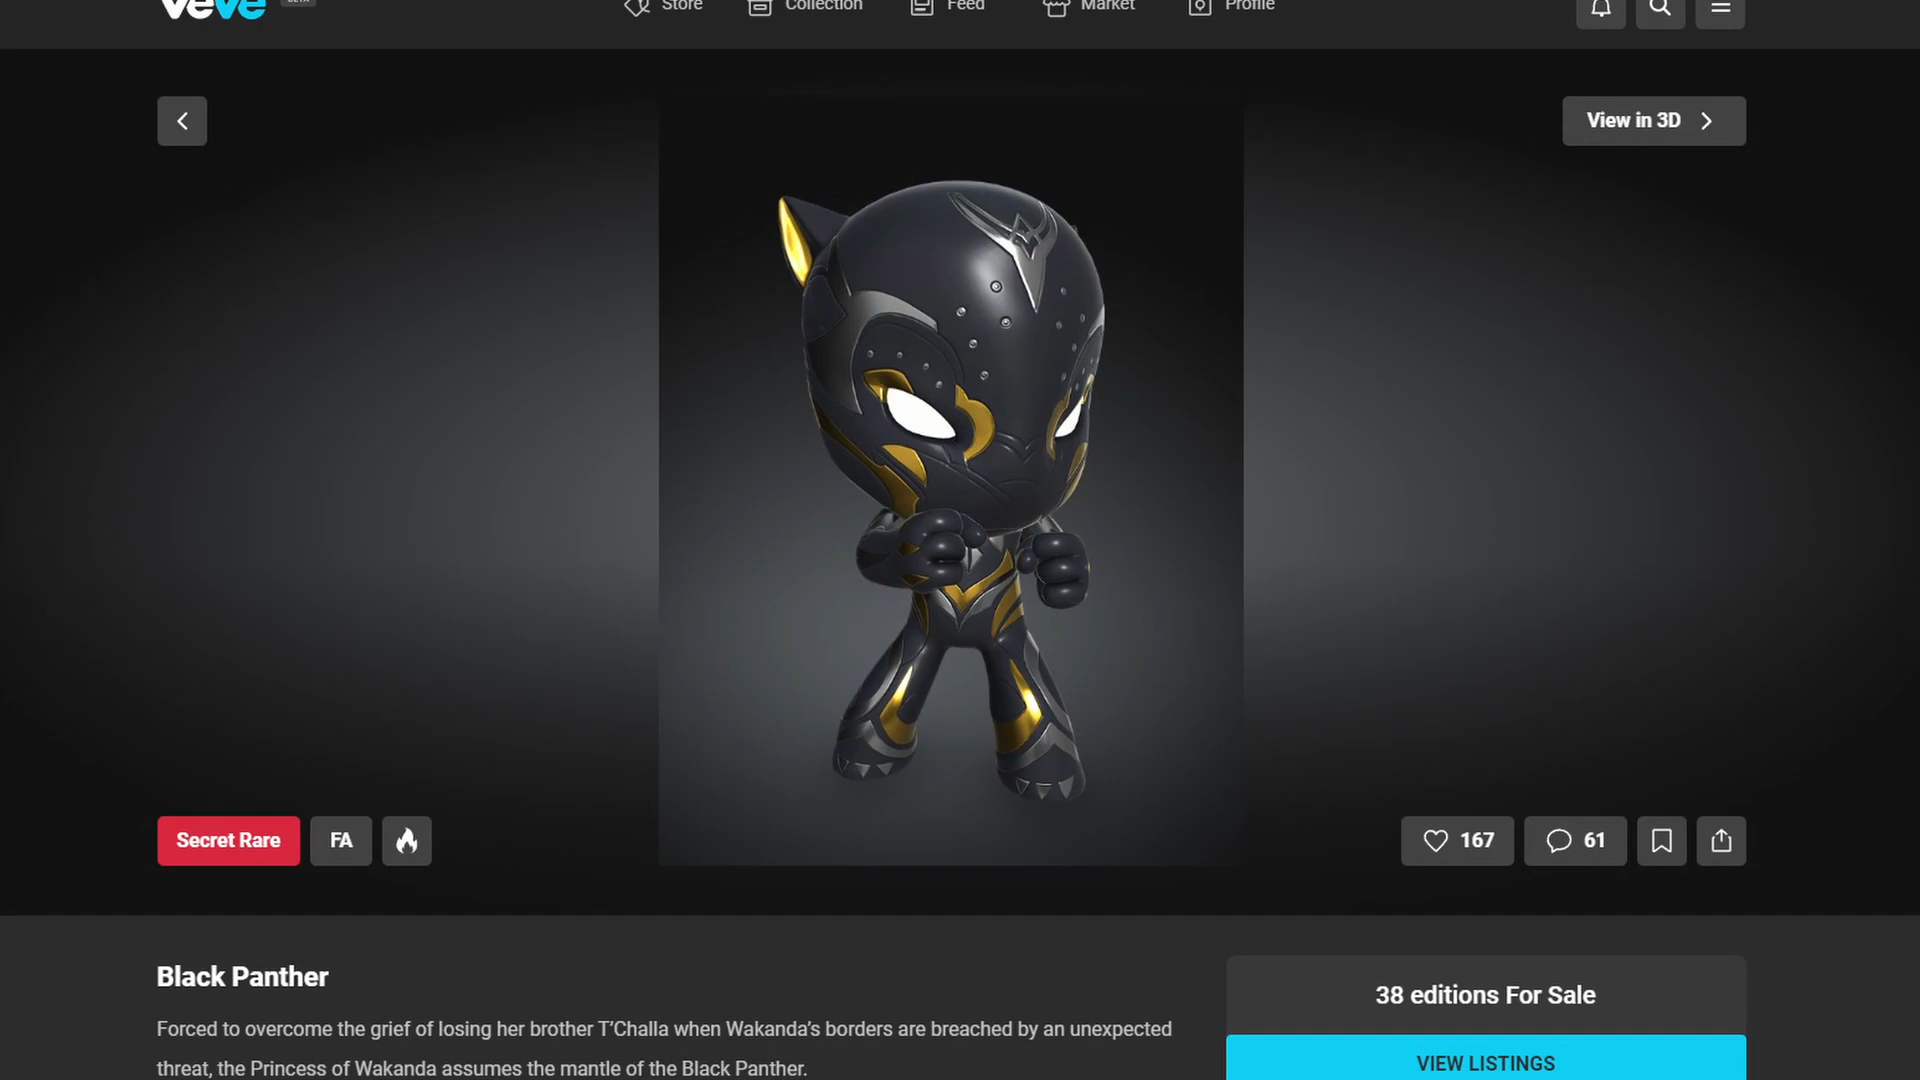 veve
BETA
Store
Collection
Feed
Market
Profile
View in 3D
Secret Rare
FA
167
61
Black Panther
Forced to overcome the grief of losing her brother T’Challa when Wakanda’s borders are breached by an unexpected
threat, the Princess of Wakanda assumes the mantle of the Black Panther.
38 editions For Sale
VIEW LISTINGS